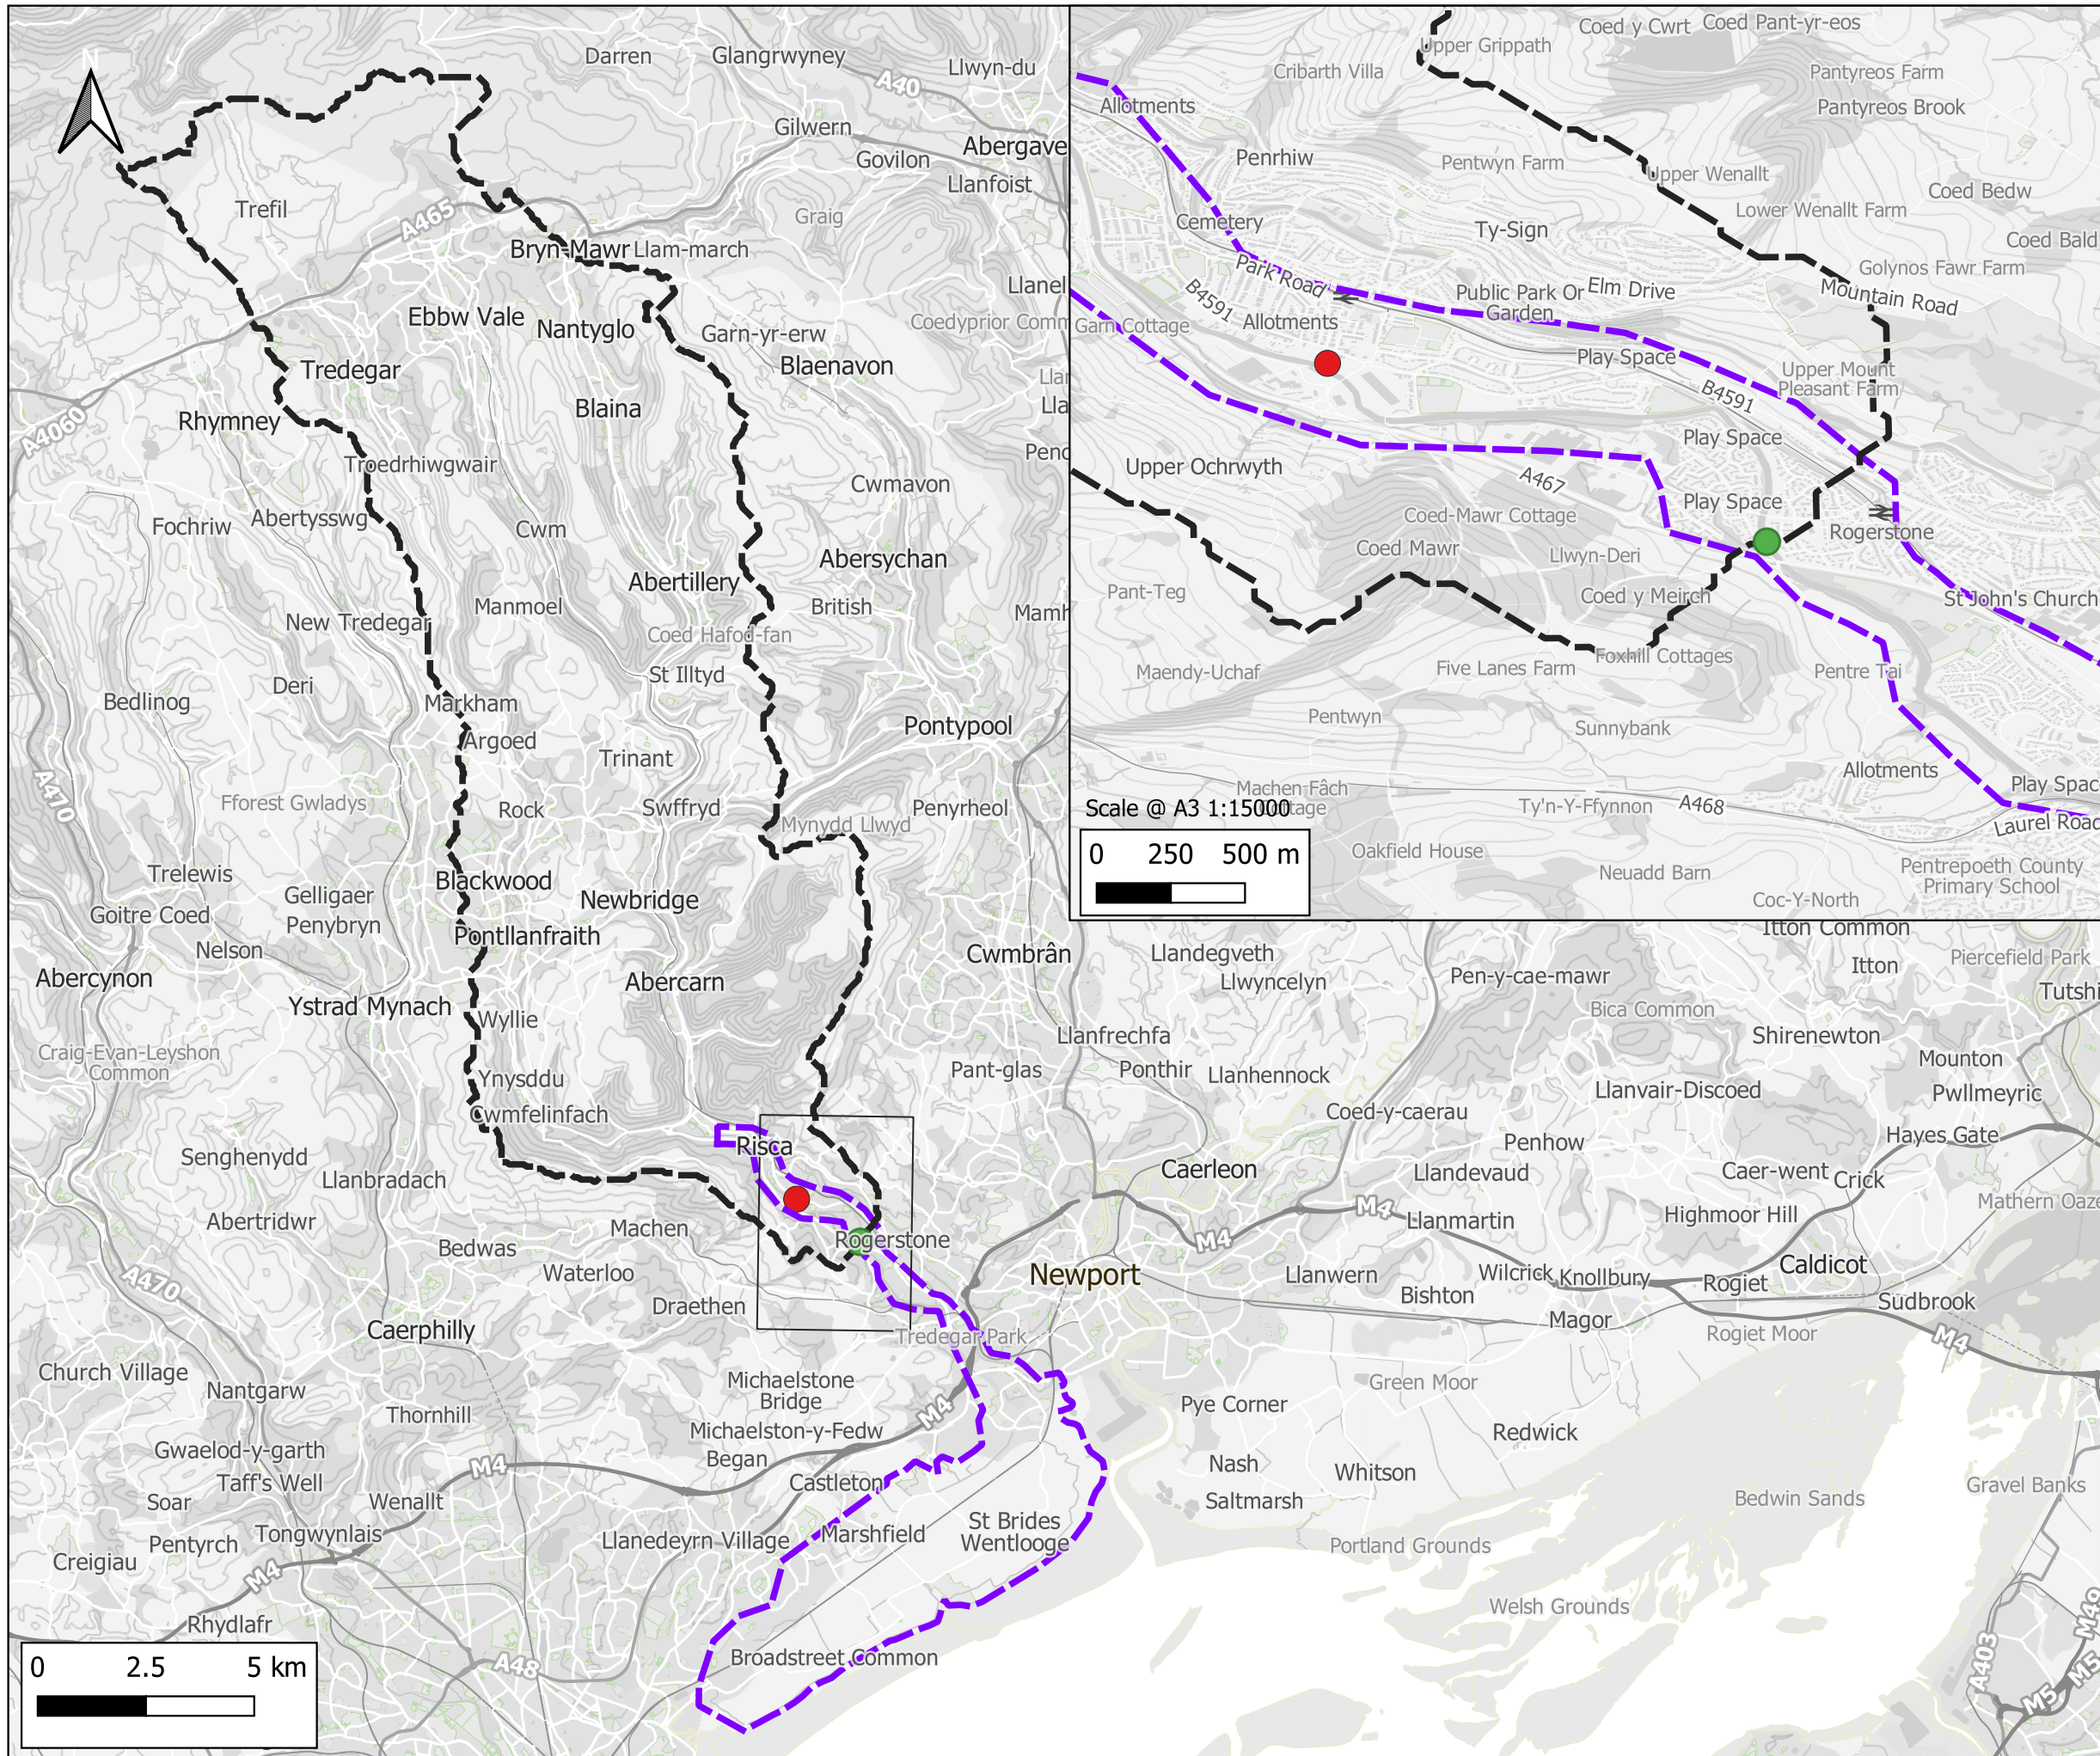 N
Darren
Glangrwyney
A40
Llwyn-du
Gilwern
Govilon
Abergave
Llanfoist
Trefil
A465
Graig
Bryn-Mawr
Llam-march
Llanel
Ebbw Vale
Nantyglo
Garn-yr-erw
Coedyprior Comm
Tredegar
Blaenavon
Llar
Lla
Rhymney
Blaina
A4060
Troedrhiwgwair
Penc
Cwmavon
Fochriw
Abertysswg
Cwm
Abersychan
Abertillery
Manmoel
British
Mamh
New Tredegar
Coed Hafod-fan
St Illtyd
Deri
Bedlinog
Markham
Argoed
Pontypool
Trinant
A470
Fforest Gwladys
Rock
Swffryd
Penyrheol
Mynydd Llwyd
Trelewis
Gelligaer
Blackwood
Newbridge
Goitre Coed
Penybryn
Pontllanfraith
Nelson
Cwmbrân
Abercynon
Abercarn
Ystrad Mynach
Wyllie
Craig-Evan-Leyshon
Common
Ynysddu
Pant-glas
Cwmfelinfach
Senghenydd
Risca
Llanbradach
Abertridwr
Machen
Bedwas
Rogerstone
Waterloo
A470
Draethen
Caerphilly
Tredegar Park
Church Village
Nantgarw
Michaelstone
Bridge
Thornhill
M4
Michaelston-y-Fedw
Gwaelod-y-garth
Began
M4
Taff's Well
Castleton
Soar
Wenallt
Tongwynlais
Pentyrch
Llanedeyrn Village
Marshfield
St Brides
Wentlooge
Creigiau
M4
Rhydlafr
Broadstreet Common
A48
0 2.5 5 km
Coed y Cwrt
Coed Pant-yr-eos
Upper Grippath
Cribarth Villa
Pantyreos Farm
Allotments
Pantyreos Brook
Penrhiw
Pentwyn Farm
Upper Wenallt
Coed Bedw
Lower Wenallt Farm
Cemetery
Ty-Sign
Coed Bald
Park Road
Golynos Fawr Farm
B4591
Elm Drive
Public Park Or
Garden
Mountain Road
Garn Cottage
Allotments
Play Space
Upper Mount
Pleasant Farm
B4591
Play Space
Upper Ochrwyth
A467
Play Space
Coed-Mawr Cottage
Rogerstone
Coed Mawr
Llwyn-Deri
Pant-Teg
Coed y Meirch
St John's Church
Foxhill Cottages
Maendy-Uchaf
Five Lanes Farm
Pentre Tai
Pentwyn
Sunnybank
Allotments
Play Spac
Machen Fâch
Scale @ A3 1:15000
Ty'n-Y-Ffynnon
A468
Laurel Road
0 250 500 m
Oakfield House
Neuadd Barn
Pentrepoeth County
Primary School
Coc-Y-North
Itton Common
Llandegveth
Itton
Piercefield Park
Llwyncelyn
Pen-y-cae-mawr
Tutshi
Bica Common
Llanfrechfa
Shirenewton
Mounton
Ponthir
Llanhennock
Llanvair-Discoed
Pwllmeyric
Coed-y-caerau
Penhow
Hayes Gate
Caerleon
Llandevaud
Caer-went
Crick
Mathern Oaze
M4
Llanmartin
Highmoor Hill
M4
Newport
Llanwern
Wilcrick
Knollbury
Rogiet
Caldicot
Bishton
Sudbrook
Magor
Rogiet Moor
M4
Green Moor
Pye Corner
Redwick
Nash
Whitson
Saltmarsh
Bedwin Sands
Gravel Banks
Portland Grounds
Welsh Grounds
M49
A403
M5
M5